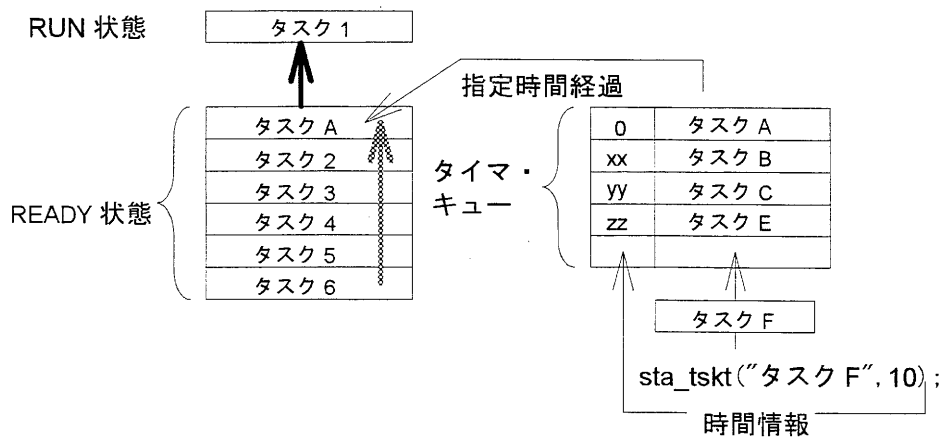 RUN 状態
タスク 1
指定時間経過
READY 状態
タスク A
タスク 2
タスク 3
タスク 4
タスク 5
タスク 6
タイマ・
キュー
0 タスク A
xx タスク B
yy タスク C
zz タスク E
タスク F
sta_tskt("タスク F", 10);
時間情報